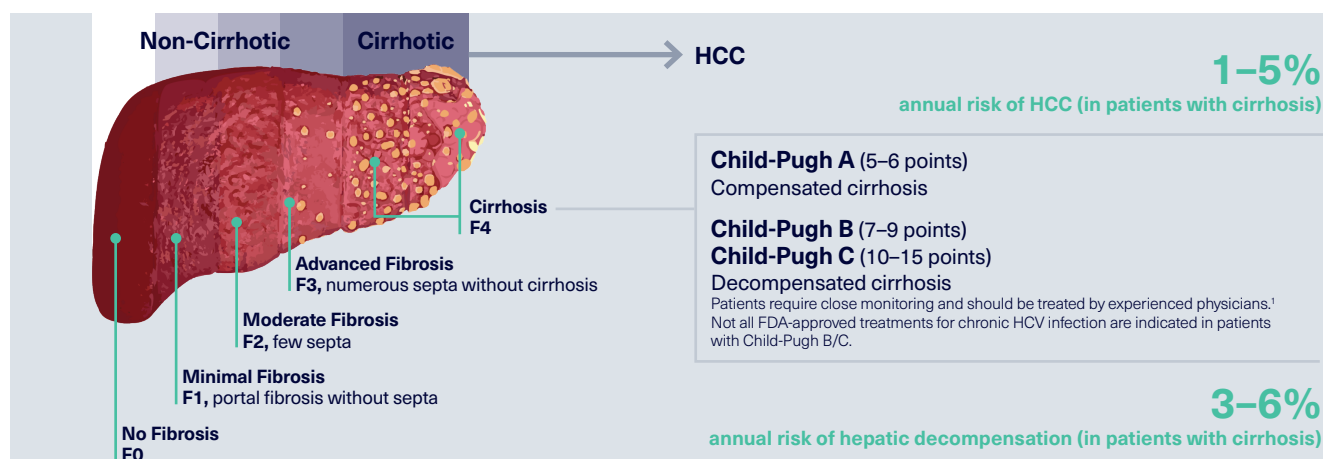 Non-Cirrhotic
Cirrhotic
HCC
1–5%
annual risk of HCC (in patients with cirrhosis)
Child-Pugh A (5–6 points)
Compensated cirrhosis
Child-Pugh B (7–9 points)
Child-Pugh C (10–15 points)
Decompensated cirrhosis
Patients require close monitoring and should be treated by experienced physicians.¹
Not all FDA-approved treatments for chronic HCV infection are indicated in patients
with Child-Pugh B/C.
3–6%
annual risk of hepatic decompensation (in patients with cirrhosis)
Cirrhosis
F4
Advanced Fibrosis
F3, numerous septa without cirrhosis
Moderate Fibrosis
F2, few septa
Minimal Fibrosis
F1, portal fibrosis without septa
No Fibrosis
F0